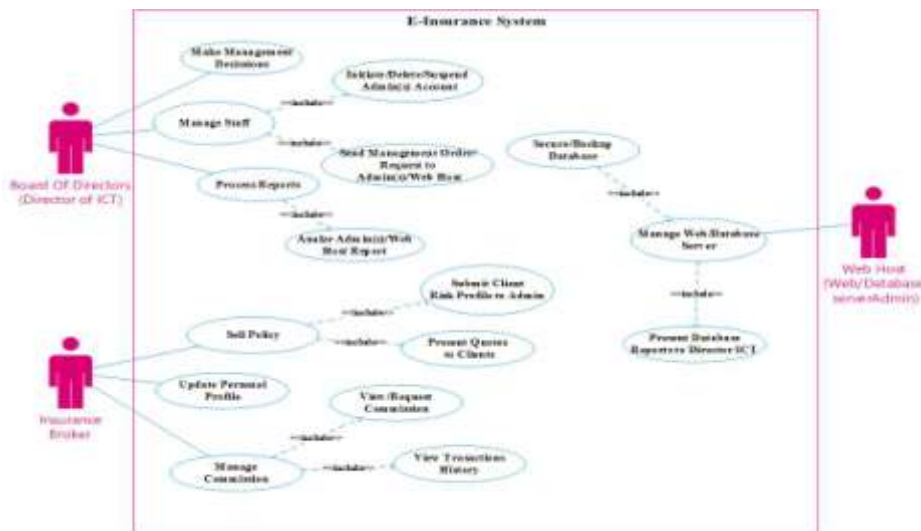 E-Insurance System
Make Management
Decisions
Initiate/Delete/Suspend
Admin(s) Account
<<include>>
Manage Staff
<<include>>
Send Management Order/
Request to
Admin(s)/Web Host
Secure/Backup
Database
Board Of Directors
(Director of ICT)
Process Reports
<<include>>
<<include>>
Admin(s)/Web
Host Report
Manage Web/Database
Server
Web Host
(Web/Database
serverAdmin)
Submit Client
Risk Profile to Admin
<<include>>
<<include>>
Sell Policy
<<include>>
Present Quotes
to Clients
Present Database
Reports to Director ICT
Update Personal
Profile
View/Request
Commission
Insurance
Broker
<<include>>
Manage
Commission
<<include>>
View Transactions
History